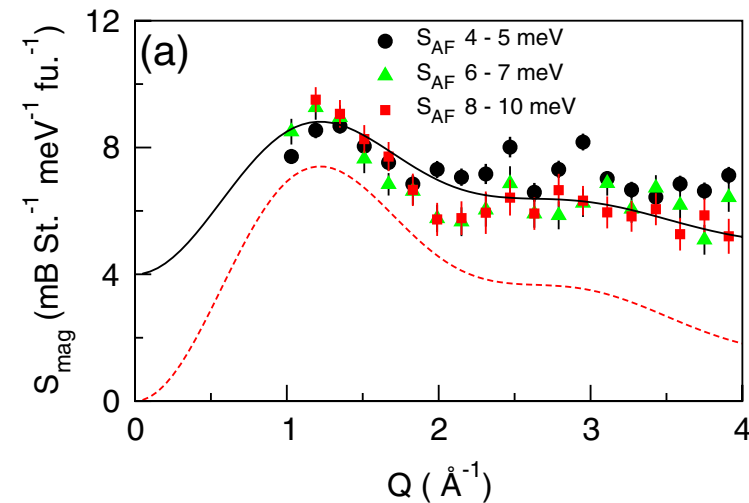 (a)
S_AF 4 - 5 meV
S_AF 6 - 7 meV
S_AF 8 - 10 meV
12
8
4
0
S_mag (mB St.⁻¹ meV⁻¹ fu.⁻¹)
0 1 2 3 4
Q ( Å⁻¹)